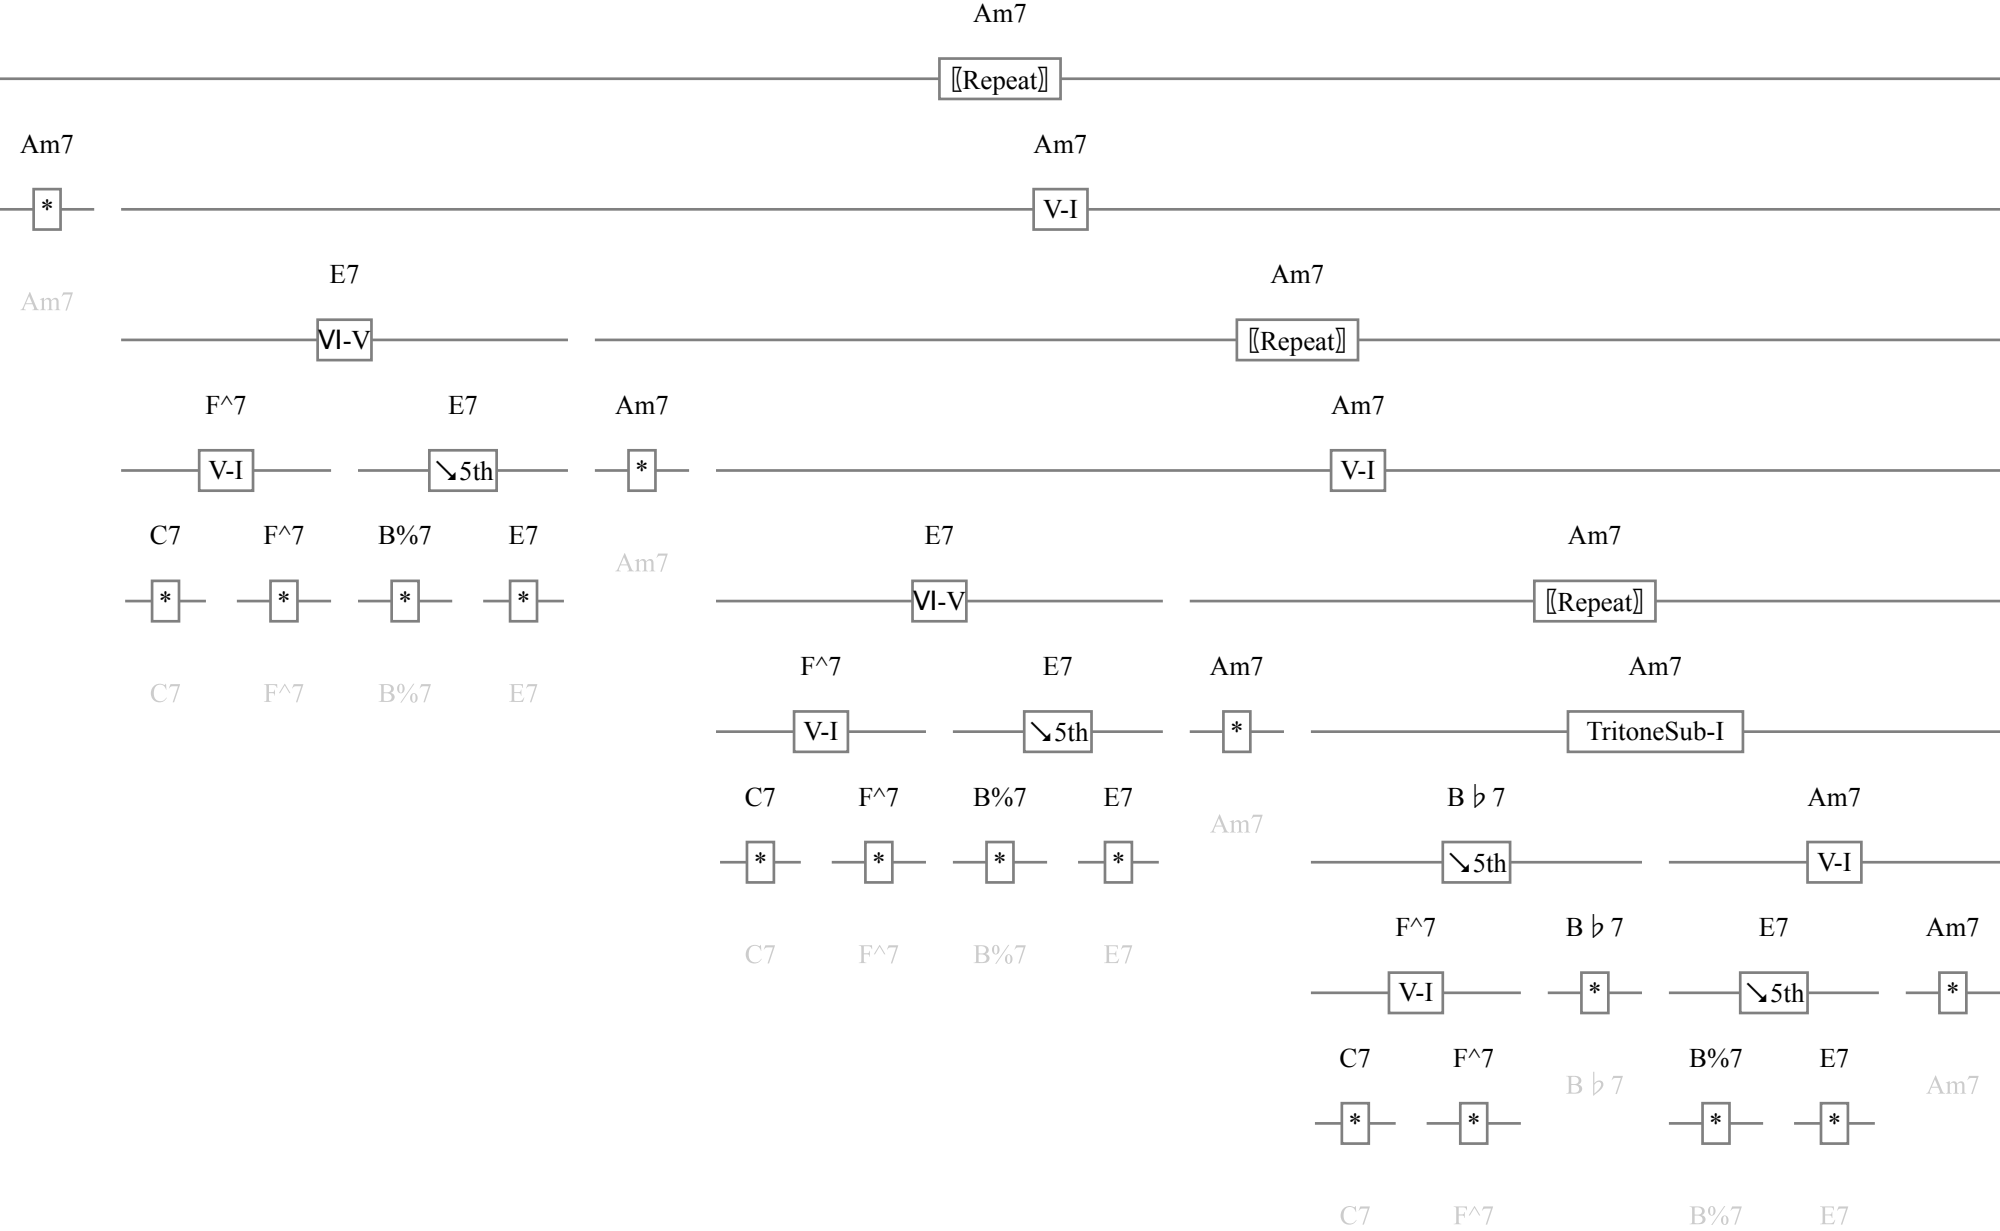 Am7
⟦Repeat⟧
Am7 Am7
* V-I
E7 Am7
Am7
Ⅵ-V ⟦Repeat⟧
F^7 E7 Am7 Am7
V-I ↘5th * V-I
C7 F^7 B%7 E7 E7 Am7
Am7
* * * * Ⅵ-V ⟦Repeat⟧
F^7 E7 Am7 Am7
C7 F^7 B%7 E7
V-I ↘5th * TritoneSub-I
C7 F^7 B%7 E7 B♭7 Am7
Am7
* * * * ↘5th V-I
F^7 B♭7 E7 Am7
C7 F^7 B%7 E7
V-I * ↘5th *
C7 F^7 B%7 E7
B♭7 Am7
* * * *
C7 F^7 B%7 E7